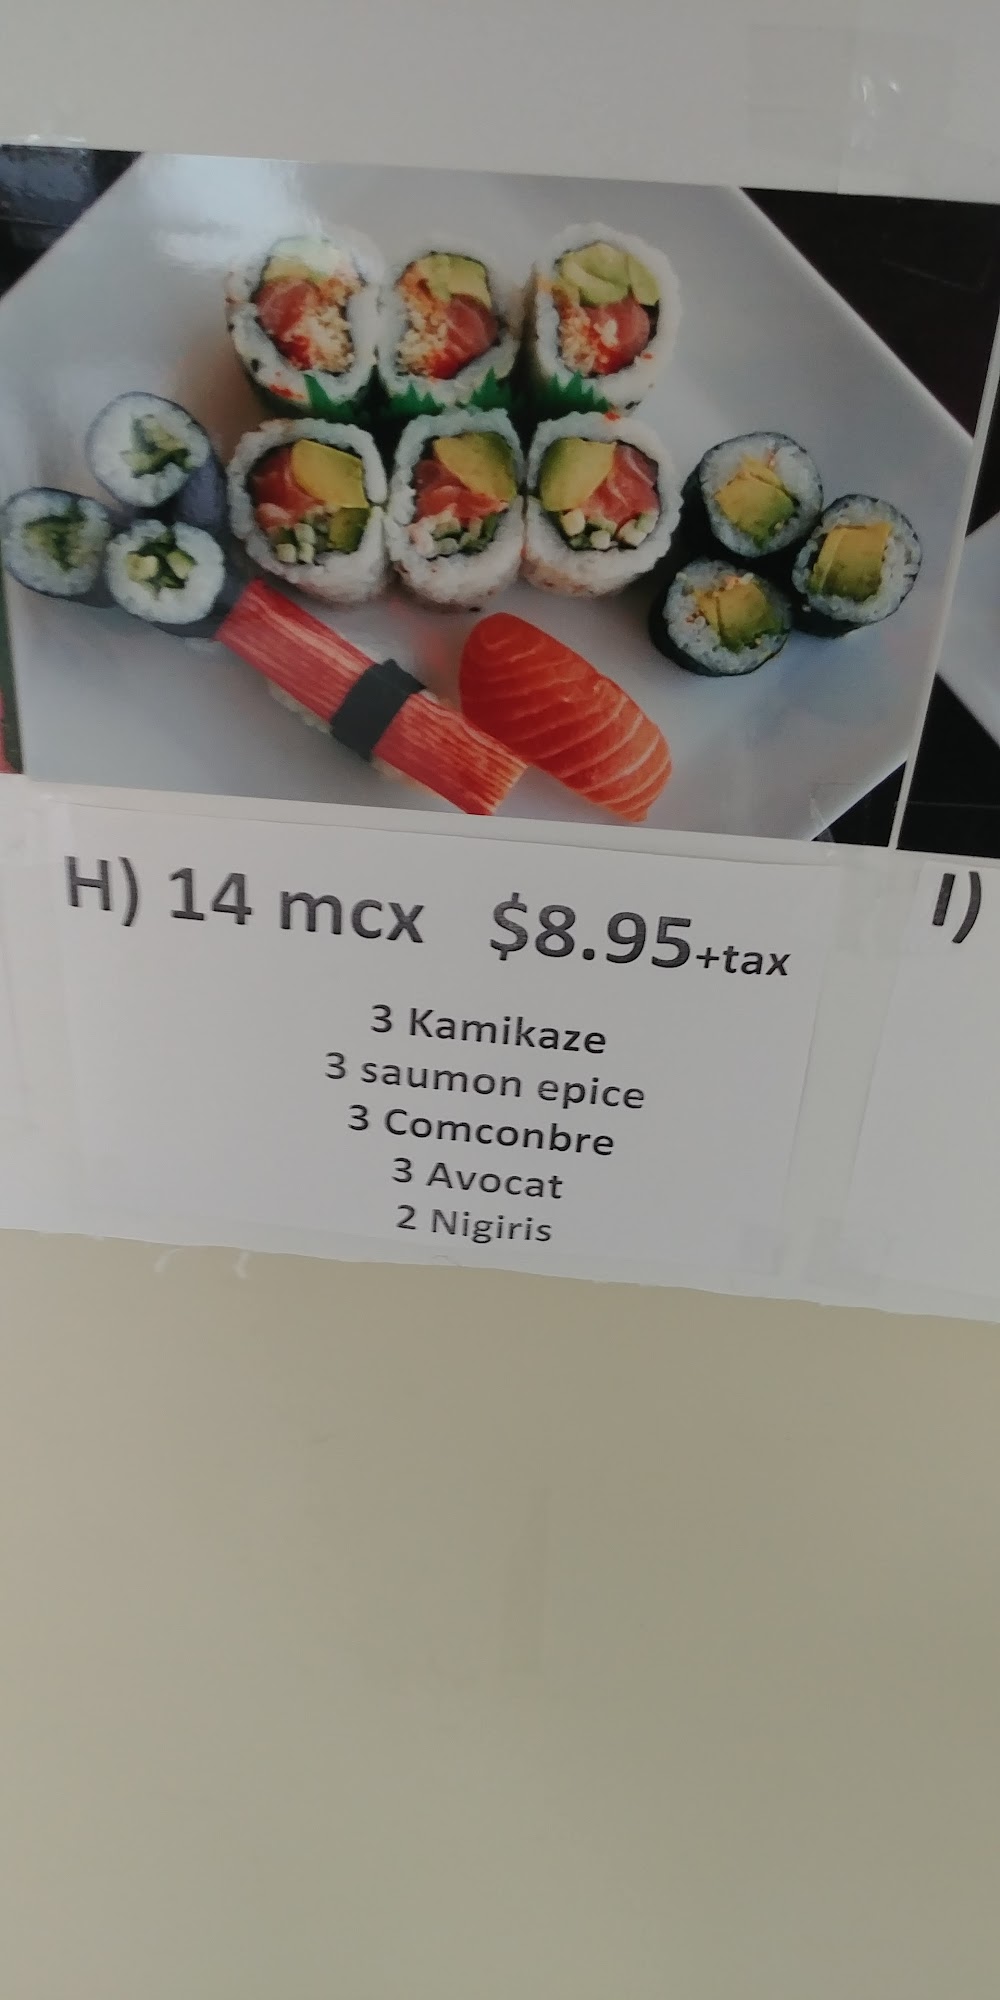 H) 14 mcx $8.95+tax
3 Kamikaze
3 saumon epice
3 Comconbre
3 Avocat
2 Nigiris
I)